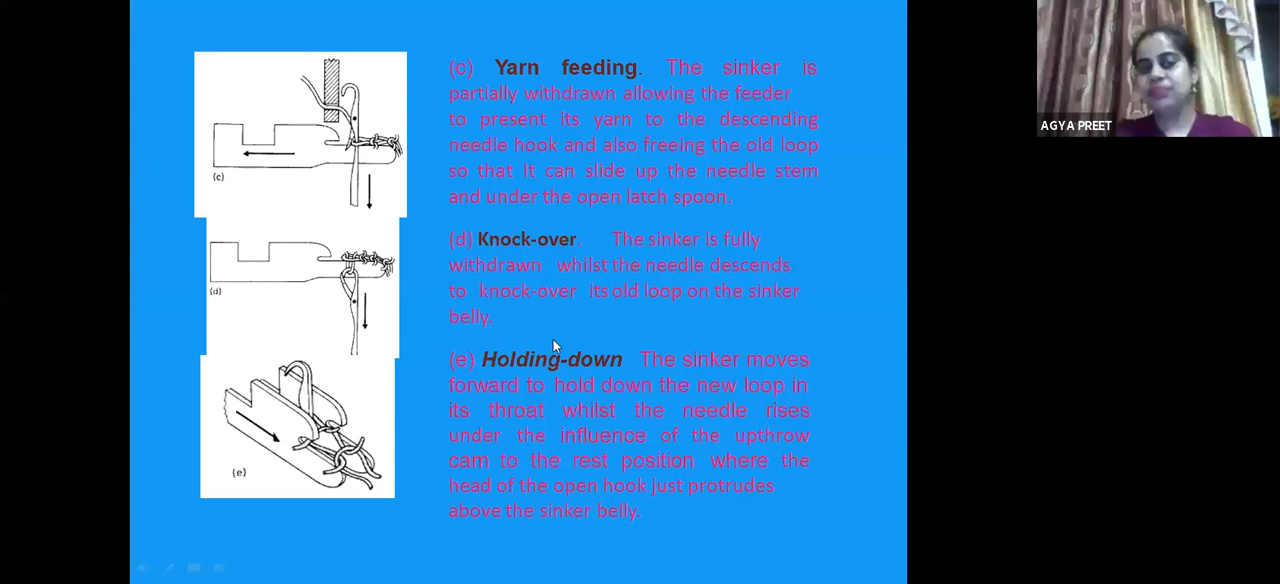 (c) Yarn feeding. The sinker is
partially withdrawn allowing the feeder
to present its yarn to the descending
needle hook and also freeing the old loop
so that It can slide up the needle stem
and under the open latch spoon.
(d) Knock-over. The sinker is fully
withdrawn whilst the needle descends
to knock-over its old loop on the sinker
belly.
(e) Holding-down The sinker moves
forward to hold down the new loop in
its throat whilst the needle rises
under the influence of the upthrow
cam to the rest position where the
head of the open hook just protrudes
above the sinker belly.
(c)
(d)
(e)
AGYA PREET